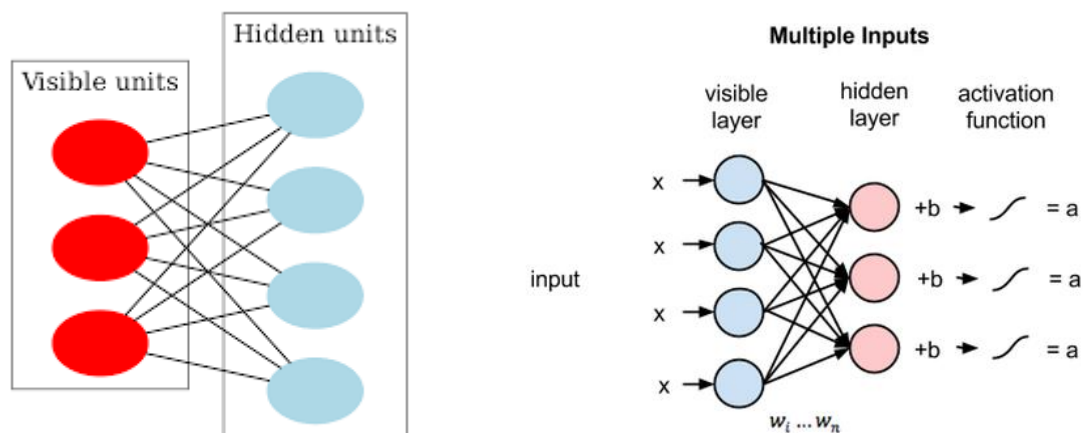 Hidden units
Visible units
Multiple Inputs
visible
layer
hidden
layer
activation
function
x
+b
= a
x
input
+b
= a
x
+b
= a
x
w_i ... w_n